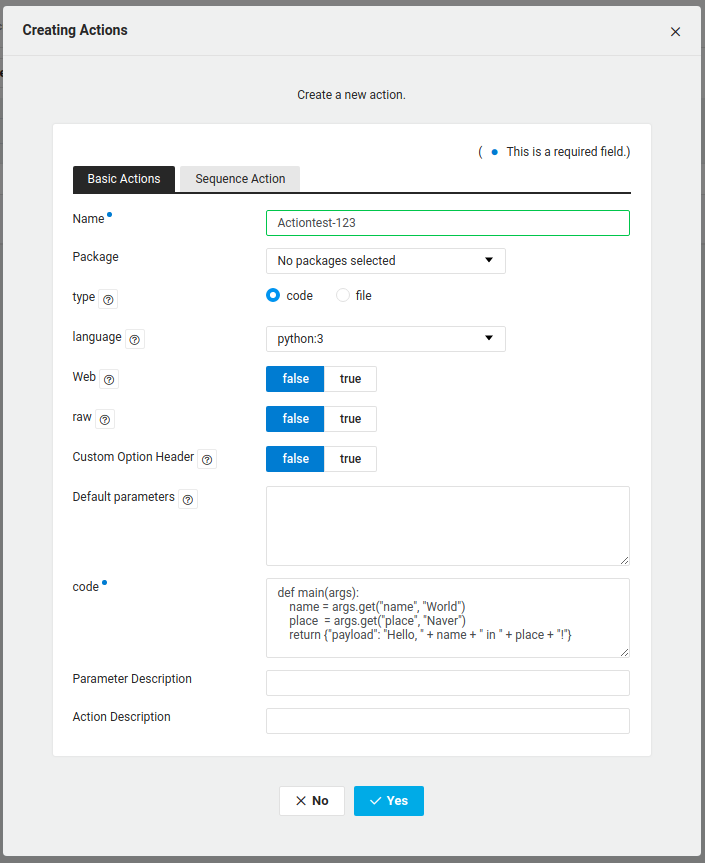 Creating Actions
Create a new action.
( • This is a required field.)
Basic Actions
Sequence Action
Name
Actiontest-123
Package
No packages selected
type
code
file
language
python:3
Web
false
true
raw
false
true
Custom Option Header
false
true
Default parameters
code
def main(args):
    name = args.get("name", "World")
    place  = args.get("place", "Naver")
    return {"payload": "Hello, " + name + " in " + place + "!"}
Parameter Description
Action Description
No
Yes